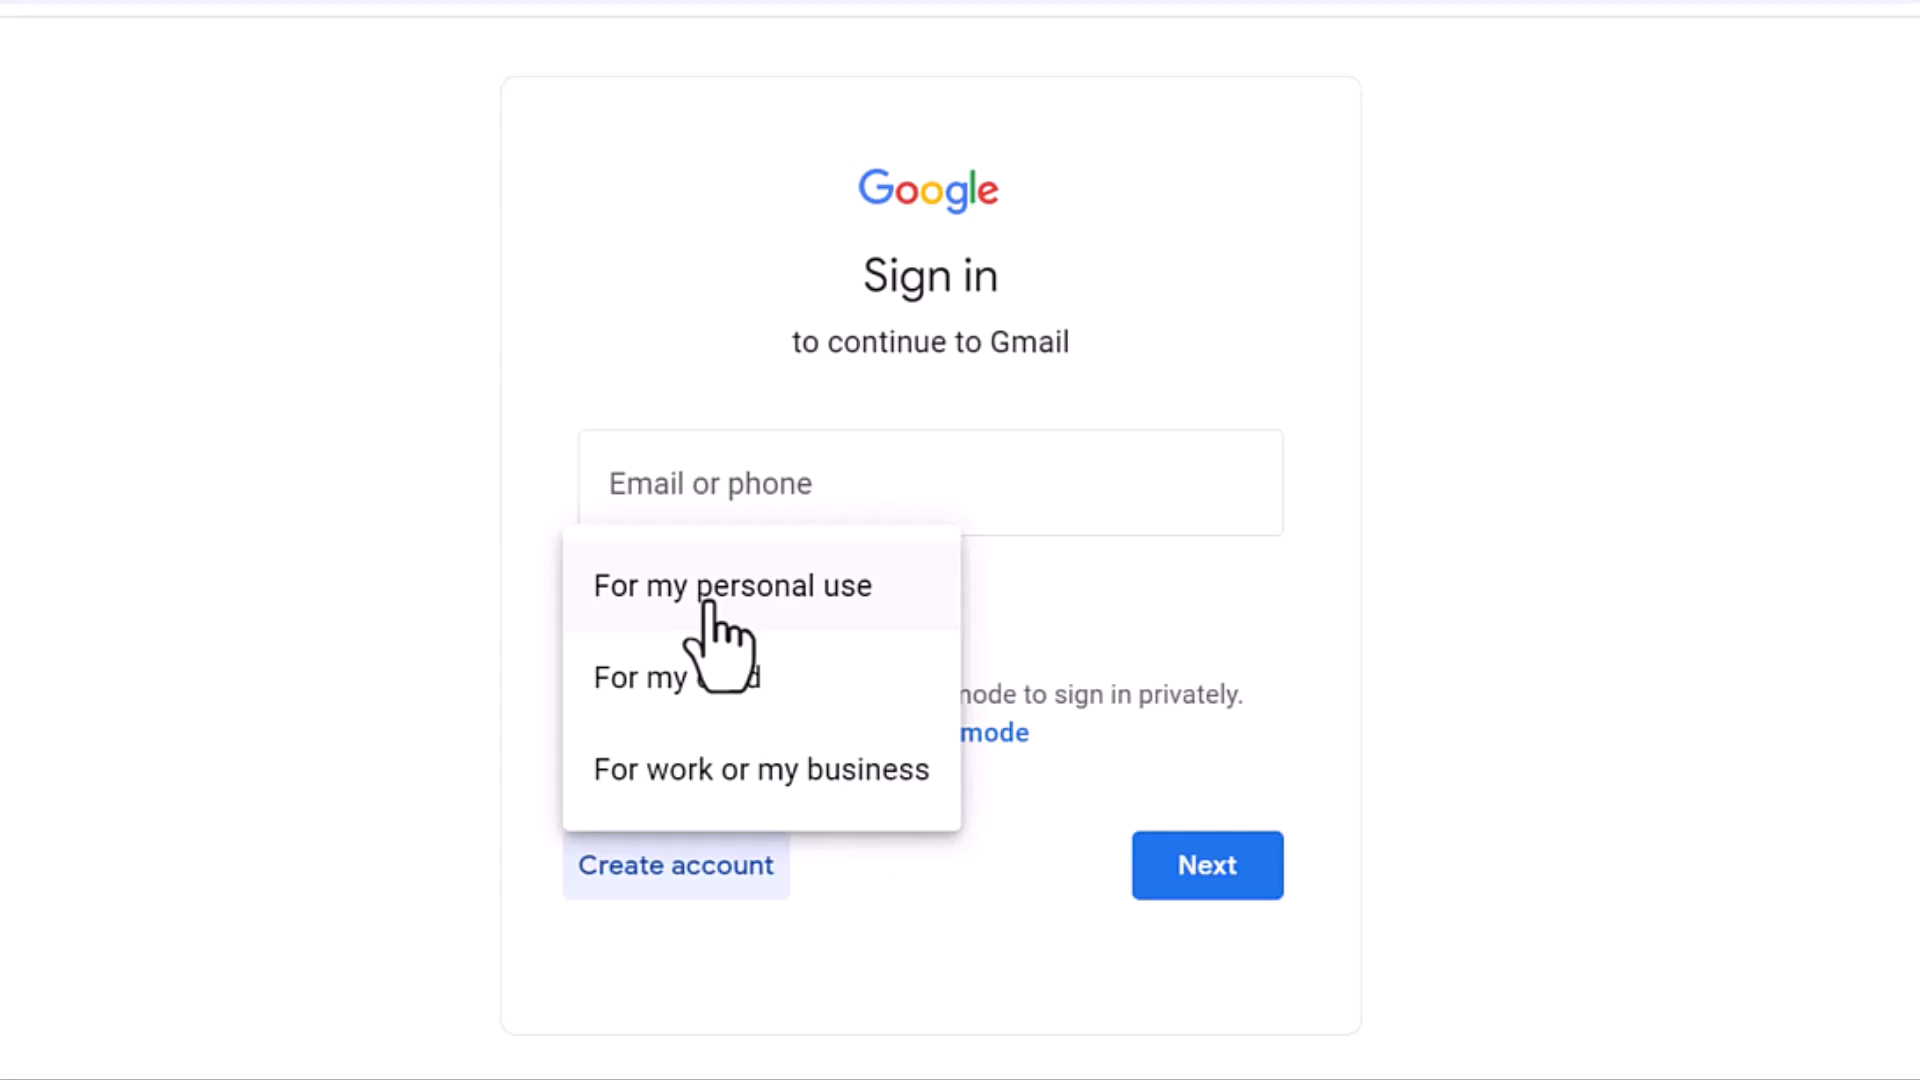 Google
Sign in
to continue to Gmail
Email or phone
For my personal use
For my
For work or my business
to sign in privately.
mode
Create account
Next